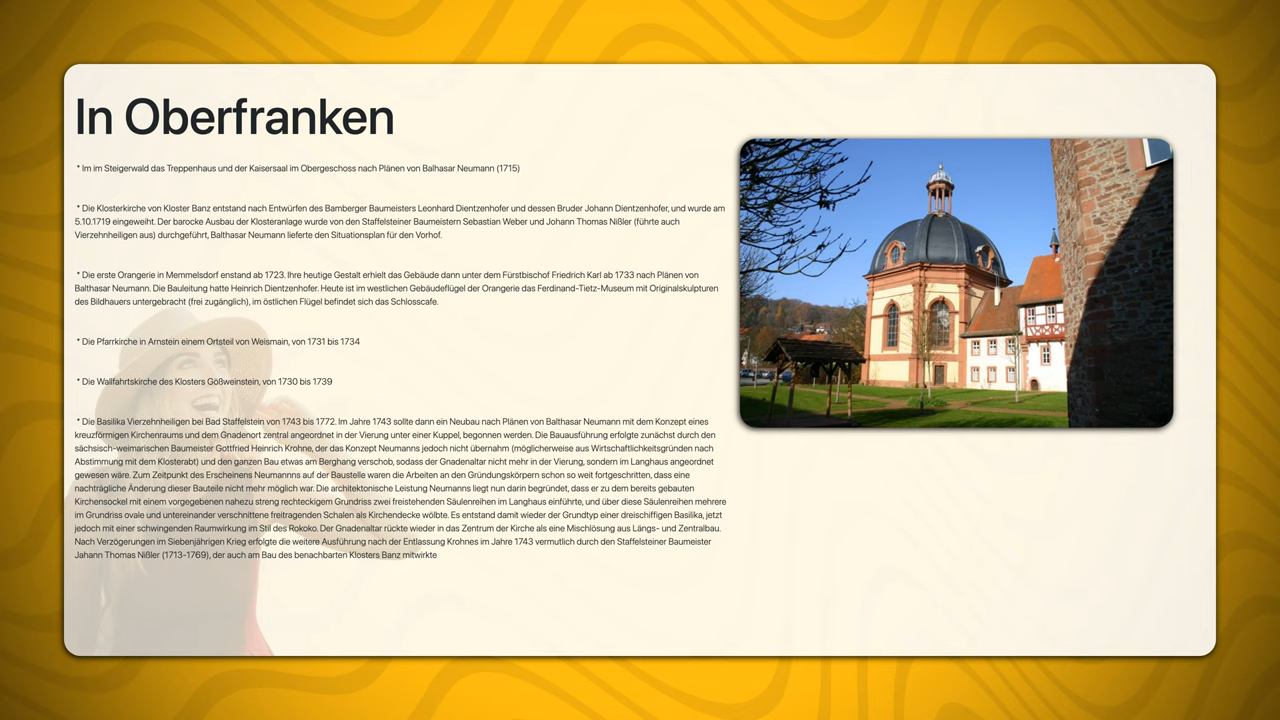 In Oberfranken
* Im im Steigerwald das Treppenhaus und der Kaisersaal im Obergeschoss nach Plänen von Balhasar Neumann (1715)
* Die Klosterkirche von Kloster Banz entstand nach Entwürfen des Bamberger Baumeisters Leonhard Dientzenhofer und dessen Bruder Johann Dientzenhofer, und wurde am
5.10.1719 eingeweiht. Der barocke Ausbau der Klosteranlage wurde von den Staffelsteiner Baumeistern Sebastian Weber und Johann Thomas Nißler (führte auch
Vierzehnheiligen aus) durchgeführt, Balthasar Neumann lieferte den Situationsplan für den Vorhof.
* Die erste Orangerie in Memmelsdorf enstand ab 1723. Ihre heutige Gestalt erhielt das Gebäude dann unter dem Fürstbischof Friedrich Karl ab 1733 nach Plänen von
Balthasar Neumann. Die Bauleitung hatte Heinrich Dientzenhofer. Heute ist im westlichen Gebäudeflügel der Orangerie das Ferdinand-Tietz-Museum mit Originalskulpturen
des Bildhauers untergebracht (frei zugänglich), im östlichen Flügel befindet sich das Schlosscafe.
* Die Pfarrkirche in Arnstein einem Ortsteil von Weismain, von 1731 bis 1734
* Die Wallfahrtskirche des Klosters Gößweinstein, von 1730 bis 1739
* Die Basilika Vierzehnheiligen bei Bad Staffelstein von 1743 bis 1772. Im Jahre 1743 sollte dann ein Neubau nach Plänen von Balthasar Neumann mit dem Konzept eines
kreuzförmigen Kirchenraums und dem Gnadenort zentral angeordnet in der Vierung unter einer Kuppel, begonnen werden. Die Bauausführung erfolgte zunächst durch den
sächsisch-weimarischen Baumeister Gottfried Heinrich Krohne, der das Konzept Neumanns jedoch nicht übernahm (möglicherweise aus Wirtschaftlichkeitsgründen nach
Abstimmung mit dem Klosterabt) und den ganzen Bau etwas am Berghang verschob, sodass der Gnadenaltar nicht mehr in der Vierung, sondern im Langhaus angeordnet
gewesen wäre. Zum Zeitpunkt des Erscheinens Neumannns auf der Baustelle waren die Arbeiten an den Gründungskörpern schon so weit fortgeschritten, dass eine
nachträgliche Änderung dieser Bauteile nicht mehr möglich war. Die architektonische Leistung Neumanns liegt nun darin begründet, dass er zu dem bereits gebauten
Kirchensockel mit einem vorgegebenen nahezu streng rechteckigem Grundriss zwei freistehenden Säulenreihen im Langhaus einführte, und über diese Säulenreihen mehrere
im Grundriss ovale und untereinander verschnittene freitragenden Schalen als Kirchendecke wölbte. Es entstand damit wieder der Grundtyp einer dreischiffigen Basilika, jetzt
jedoch mit einer schwingenden Raumwirkung im Stil des Rokoko. Der Gnadenaltar rückte wieder in das Zentrum der Kirche als eine Mischlösung aus Längs- und Zentralbau.
Nach Verzögerungen im Siebenjährigen Krieg erfolgte die weitere Ausführung nach der Entlassung Krohnes im Jahre 1743 vermutlich durch den Staffelsteiner Baumeister
Jahann Thomas Nißler (1713-1769), der auch am Bau des benachbarten Klosters Banz mitwirkte